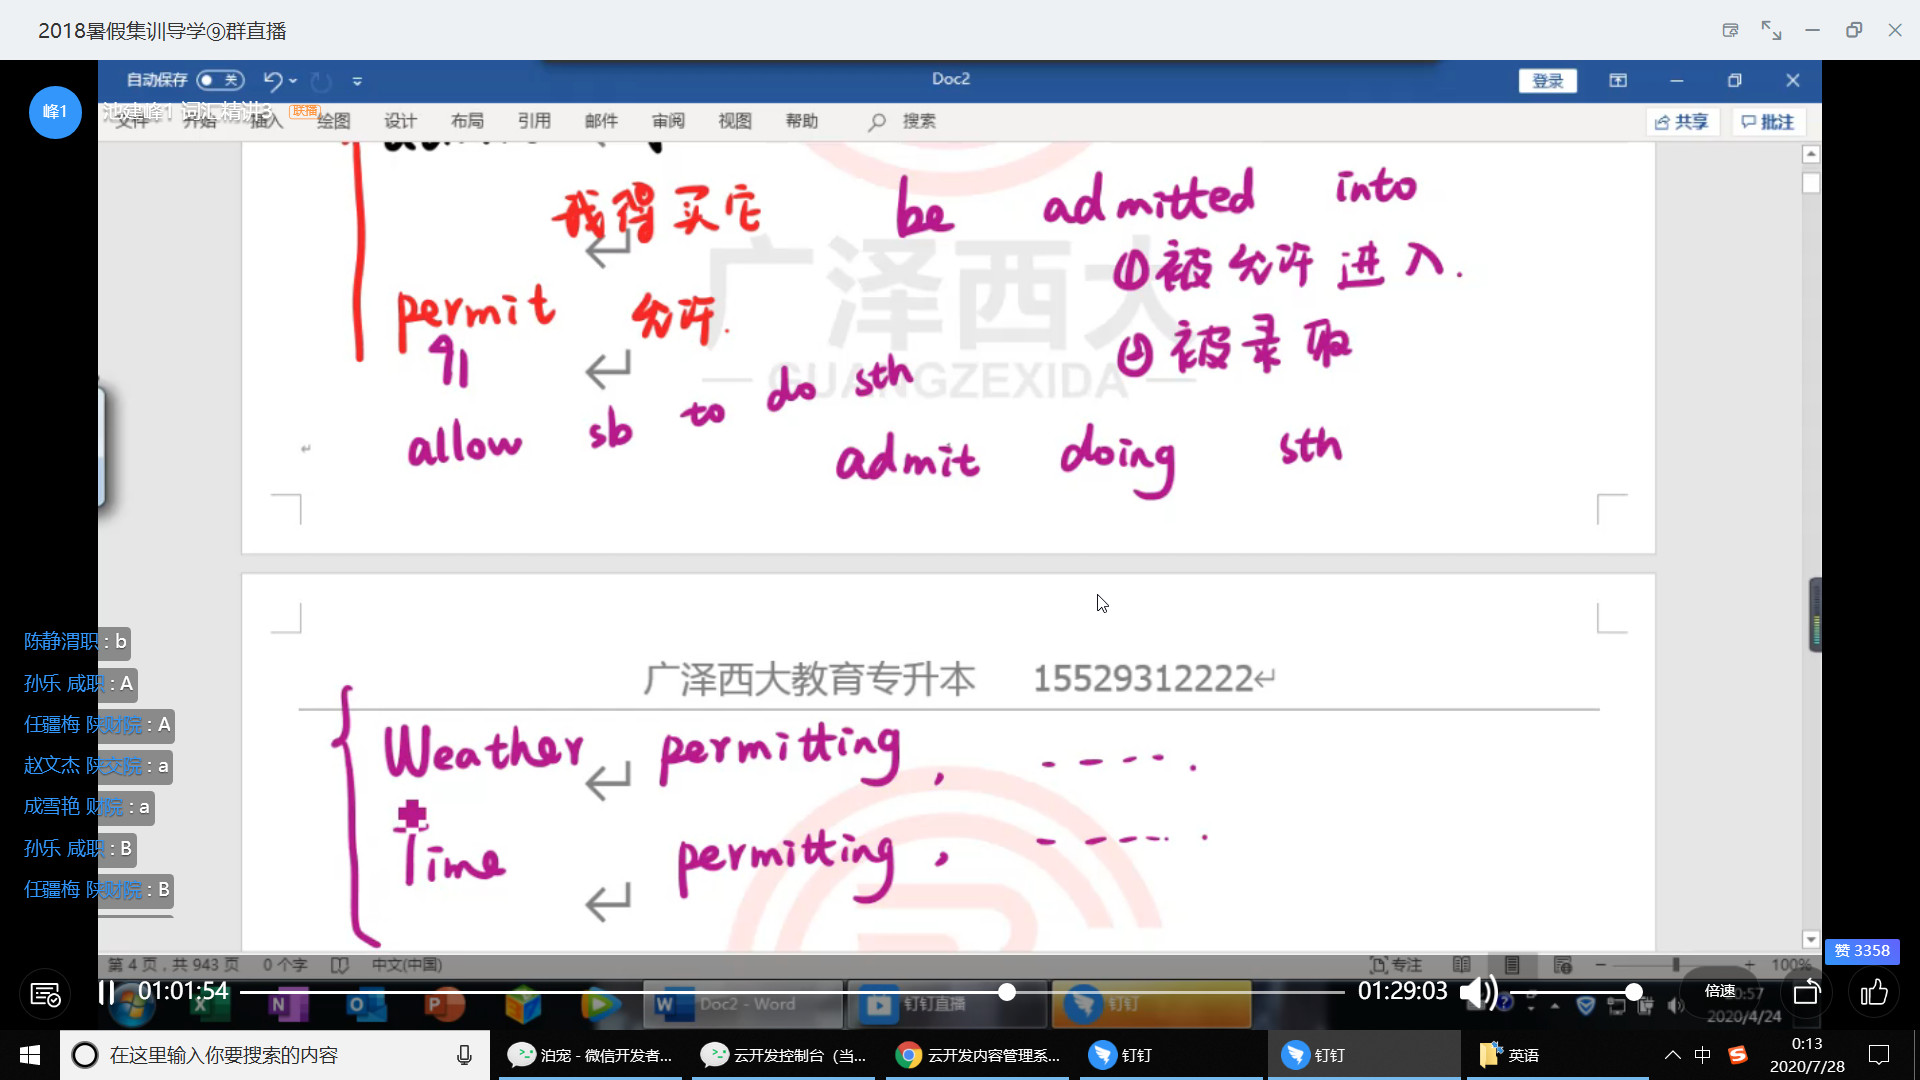 2018暑假集训导学⑨群直播
自动保存 关 Doc2 登录
峰1 池建峰1 词汇精讲3 联播
文件 开始 插入 绘图 设计 布局 引用 邮件 审阅 视图 帮助 搜索 共享 批注
我得买它 be admitted into
①被允许进入.
广泽西大
permit 允许.
②被录取
GUANGZEXIDA
allow sb to do sth
admit doing sth
陈静渭职 : b
广泽西大教育专升本 15529312222
孙乐 咸职 : A
任疆梅 陕财院 : A
Weather permitting , - - - - - .
赵文杰 陕交院 : a
成雪艳 财院 : a
Time permitting , - - - - - .
孙乐 咸职 : B
任疆梅 陕财院 : B
赞 3358
第 4 页，共 943 页 0 个字 中文(中国) 专注 100%
01:01:54 01:29:03 倍速
Doc2 - Word 钉钉直播 钉钉
2020/4/24
在这里输入你要搜索的内容 泊宠 - 微信开发者... 云开发控制台（当... 云开发内容管理系... 钉钉 钉钉 英语 中 0:13
2020/7/28